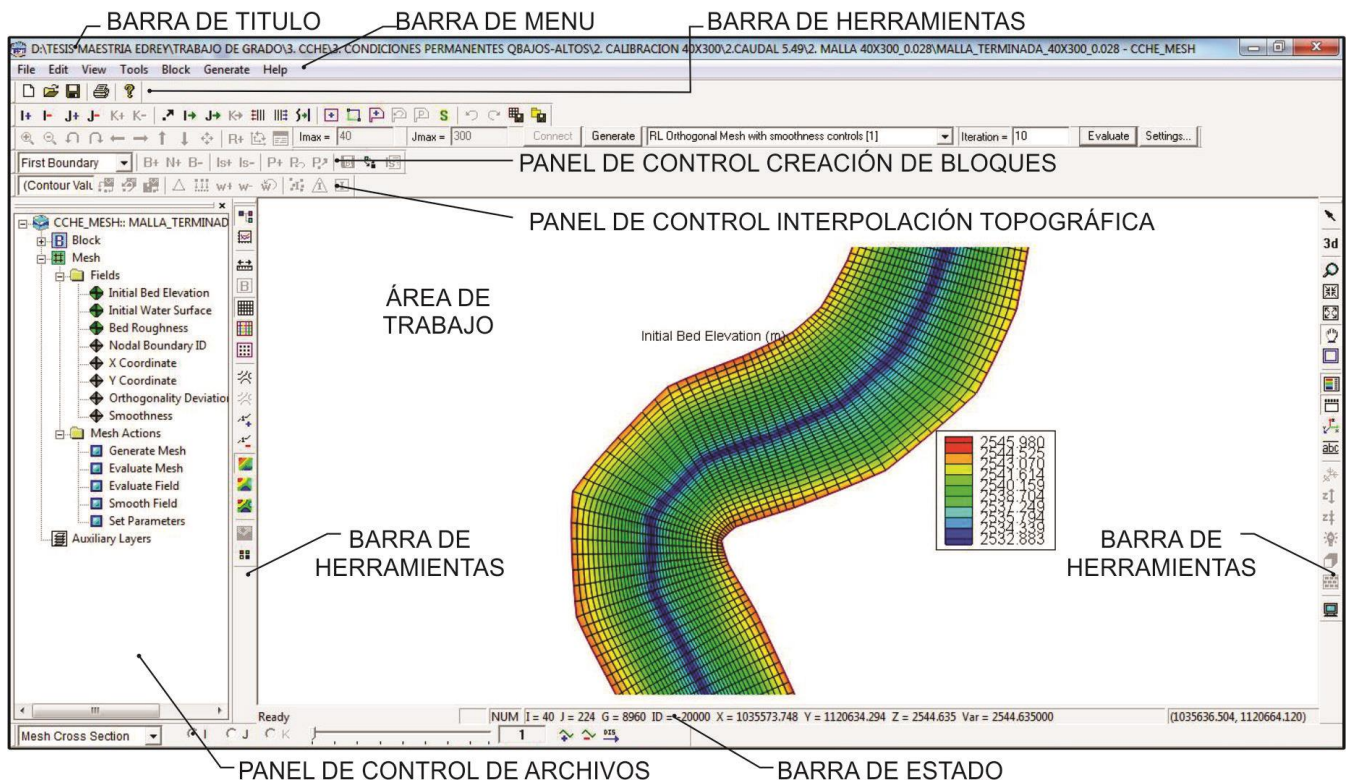 BARRA DE TITULO
BARRA DE MENU
BARRA DE HERRAMIENTAS
D:\TESIS MAESTRIA EDREY\TRABAJO DE GRADO\3. CCHE\3. CONDICIONES PERMANENTES QBAJOS-ALTOS\2. CALIBRACION 40X300\2.CAUDAL 5.49\2. MALLA 40X300_0.028\MALLA_TERMINADA_40X300_0.028 - CCHE_MESH
File Edit View Tools Block Generate Help
I+ I- J+ J- K+ K- I+ J+ K+ S
R+ Imax = 40 Jmax = 300 Connect Generate RL Orthogonal Mesh with smoothness controls [1] Iteration = 10 Evaluate Settings...
First Boundary B+ N+ B- Is+ Is- P+
PANEL DE CONTROL CREACIÓN DE BLOQUES
(Contour Valu W+ W-
PANEL DE CONTROL INTERPOLACIÓN TOPOGRÁFICA
CCHE_MESH:: MALLA_TERMINAD
Block
Mesh
Fields
Initial Bed Elevation
Initial Water Surface
Bed Roughness
Nodal Boundary ID
X Coordinate
Y Coordinate
Orthogonality Deviation
Smoothness
Mesh Actions
Generate Mesh
Evaluate Mesh
Evaluate Field
Smooth Field
Set Parameters
Auxiliary Layers
B
ÁREA DE
TRABAJO
Initial Bed Elevation (m)
3d
abc
2545.980
2544.525
2543.070
2541.614
2540.159
2538.704
2537.249
2535.794
2534.339
2532.883
BARRA DE
HERRAMIENTAS
BARRA DE
HERRAMIENTAS
Ready NUM I = 40 J = 224 G = 8960 ID = -20000 X = 1035573.748 Y = 1120634.294 Z = 2544.635 Var = 2544.635000 (1035636.504, 1120664.120)
Mesh Cross Section I J K 1 DIS
PANEL DE CONTROL DE ARCHIVOS
BARRA DE ESTADO